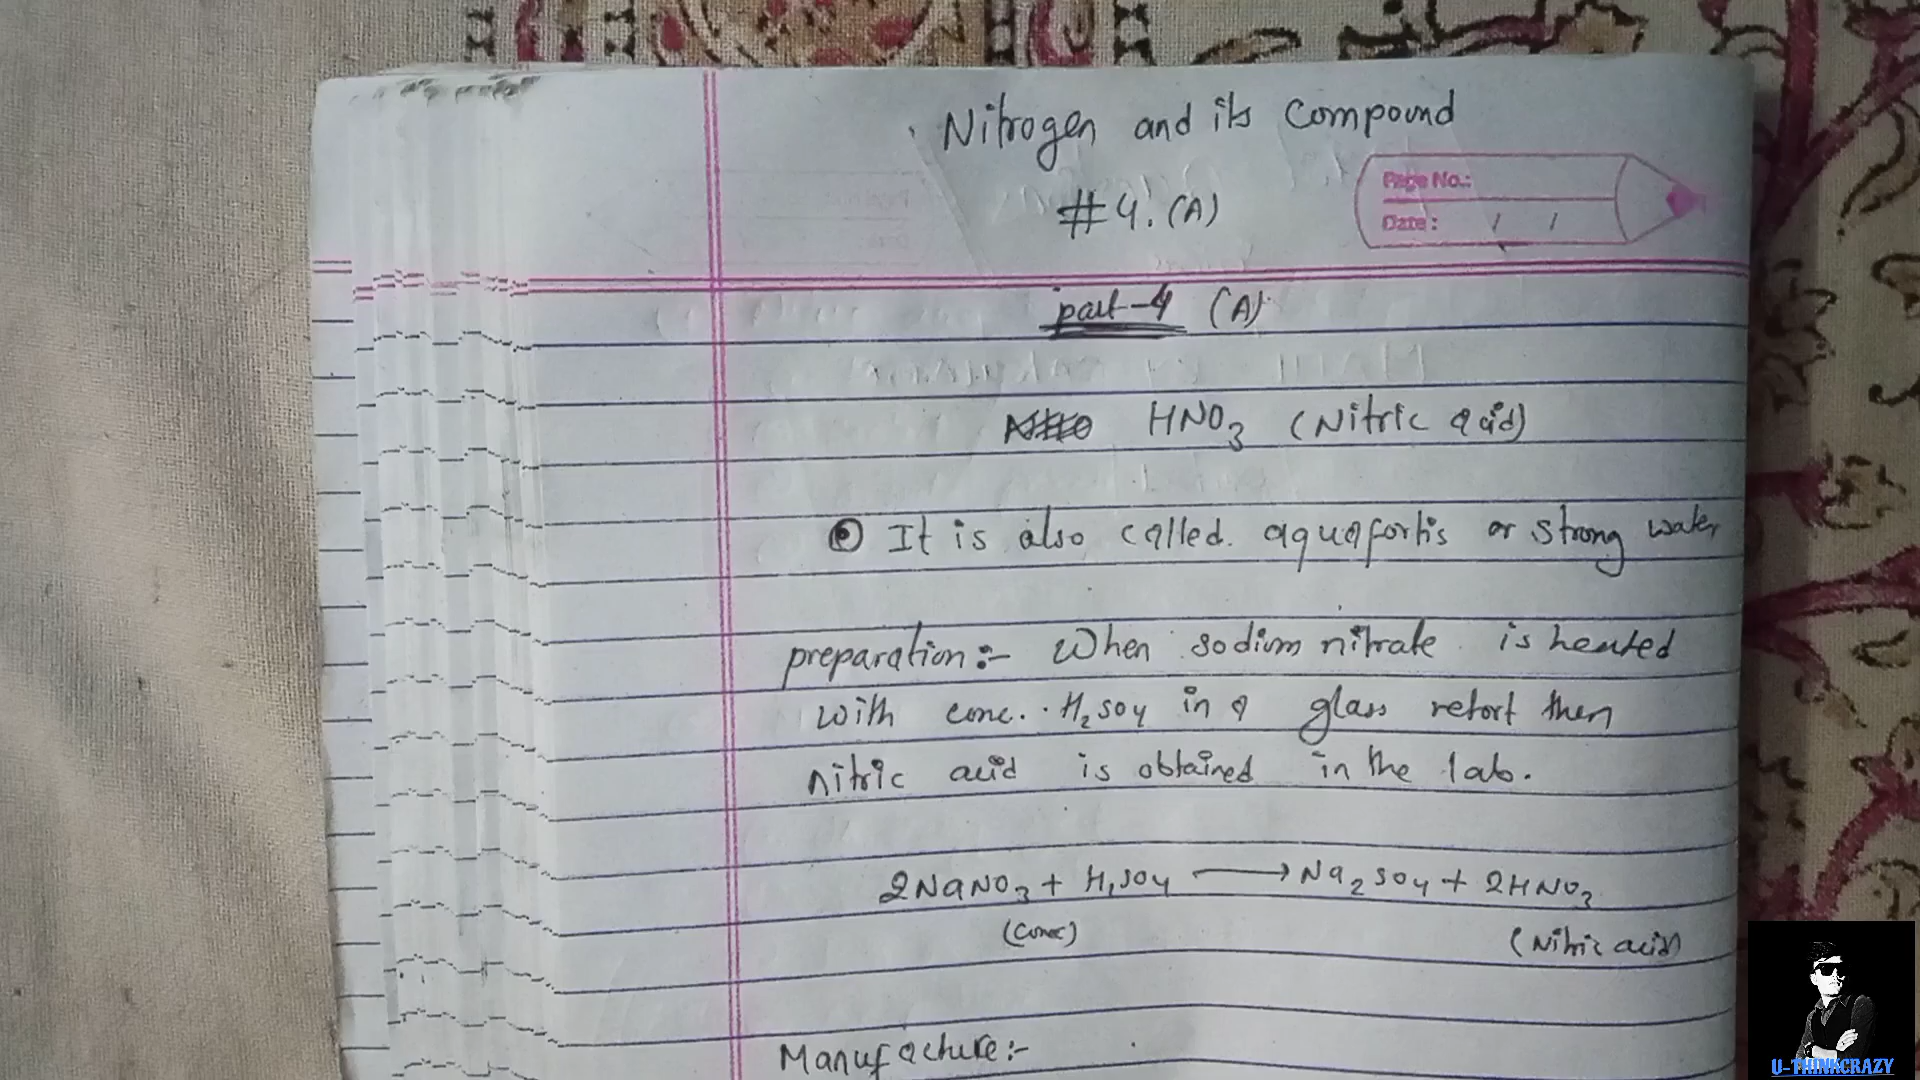 Nitrogen and its Compound
#4.(A)
Page No.:
Date: / /
part-4 (A)
HNO3 (Nitric acid)
It is also called. aquafortis or strong water
preparation:- When sodium nitrate is heated
with conc. H2SO4 in a glass retort then
nitric acid is obtained in the lab.
2NaNO3 + H2SO4 ⟶ Na2SO4 + 2HNO3
(conc) (Nitric acid)
Manufacture:-
U-THINKCRAZY